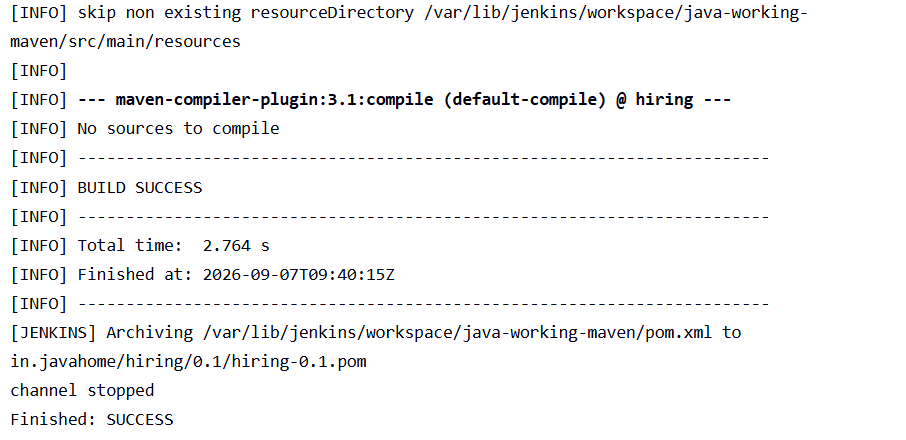 [INFO] skip non existing resourceDirectory /var/lib/jenkins/workspace/java-working-
maven/src/main/resources
[INFO]
[INFO] --- maven-compiler-plugin:3.1:compile (default-compile) @ hiring ---
[INFO] No sources to compile
[INFO] ------------------------------------------------------------------------
[INFO] BUILD SUCCESS
[INFO] ------------------------------------------------------------------------
[INFO] Total time:  2.764 s
[INFO] Finished at: 2026-09-07T09:40:15Z
[INFO] ------------------------------------------------------------------------
[JENKINS] Archiving /var/lib/jenkins/workspace/java-working-maven/pom.xml to
in.javahome/hiring/0.1/hiring-0.1.pom
channel stopped
Finished: SUCCESS